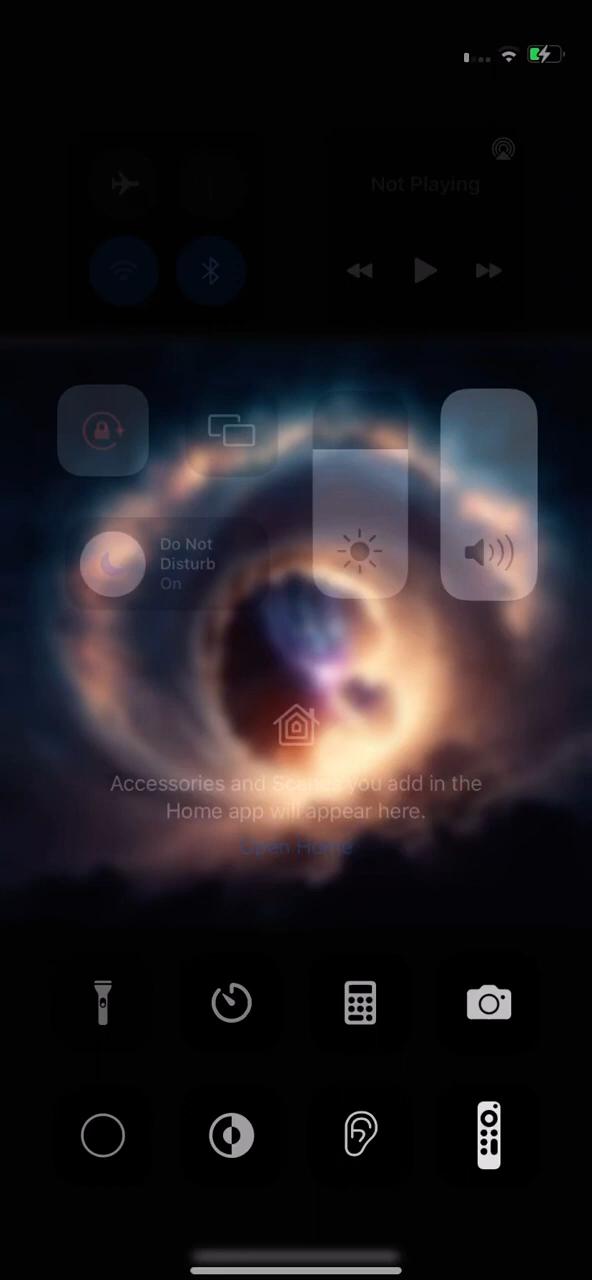 Not Playing
Do Not
Disturb
On
Accessories and Scenes you add in the
Home app will appear here.
Open Home